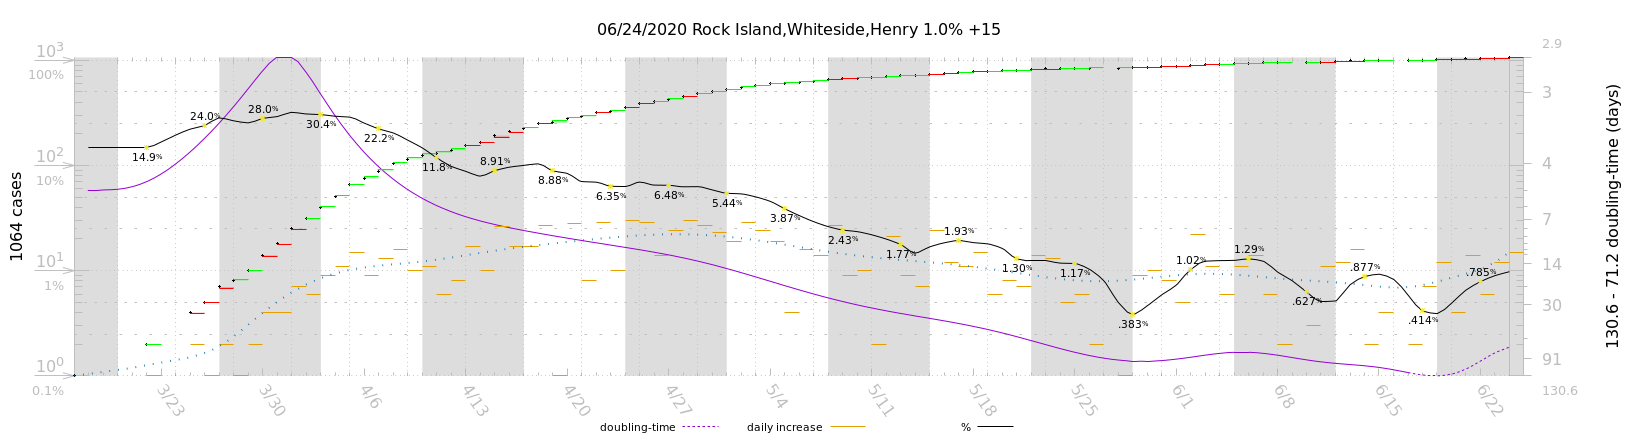 06/24/2020 Rock Island,Whiteside,Henry 1.0% +15
10³ 2.9
100%
3
24.0% 28.0%
30.4%
22.2%
14.9%
10² 4
10%
11.8% 8.91%
8.88%
6.35% 6.48% 5.44%
3.87%
7
2.43% 1.77% 1.93%
1.30% 1.17% 1.02% 1.29%
.627% .877% .785%
.383% .414%
10¹ 14
1%
30
10⁰ 91
0.1% 130.6
1064 cases
130.6 - 71.2 doubling-time (days)
3/23 3/30 4/6 4/13 4/20 4/27 5/4 5/11 5/18 5/25 6/1 6/8 6/15 6/22
doubling-time daily increase %